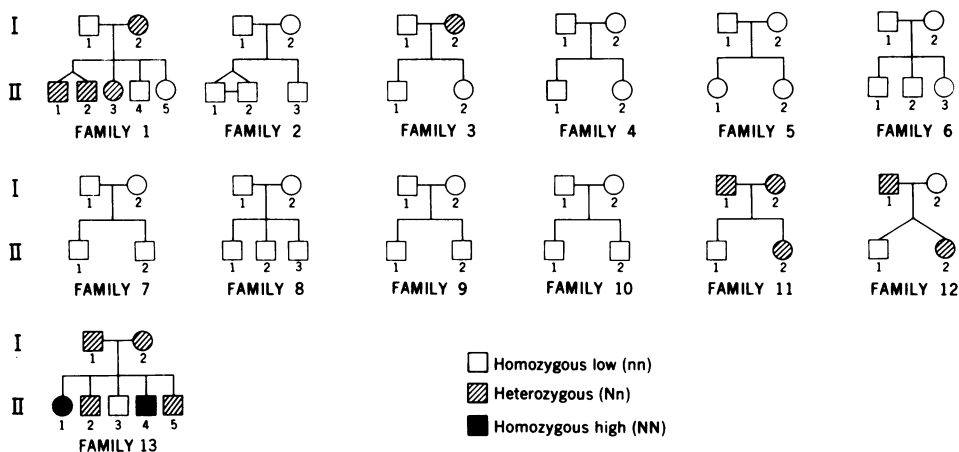 I
1 2 1 2 1 2 1 2 1 2 1 2
II
1 2 3 4 5 1 2 3 1 2 1 2 1 2 1 2 3
FAMILY 1 FAMILY 2 FAMILY 3 FAMILY 4 FAMILY 5 FAMILY 6
I
1 2 1 2 1 2 1 2 1 2 1 2
II
1 2 1 2 3 1 2 1 2 1 2 1 2
FAMILY 7 FAMILY 8 FAMILY 9 FAMILY 10 FAMILY 11 FAMILY 12
I
1 2
II
1 2 3 4 5
FAMILY 13
Homozygous low (nn)
Heterozygous (Nn)
Homozygous high (NN)